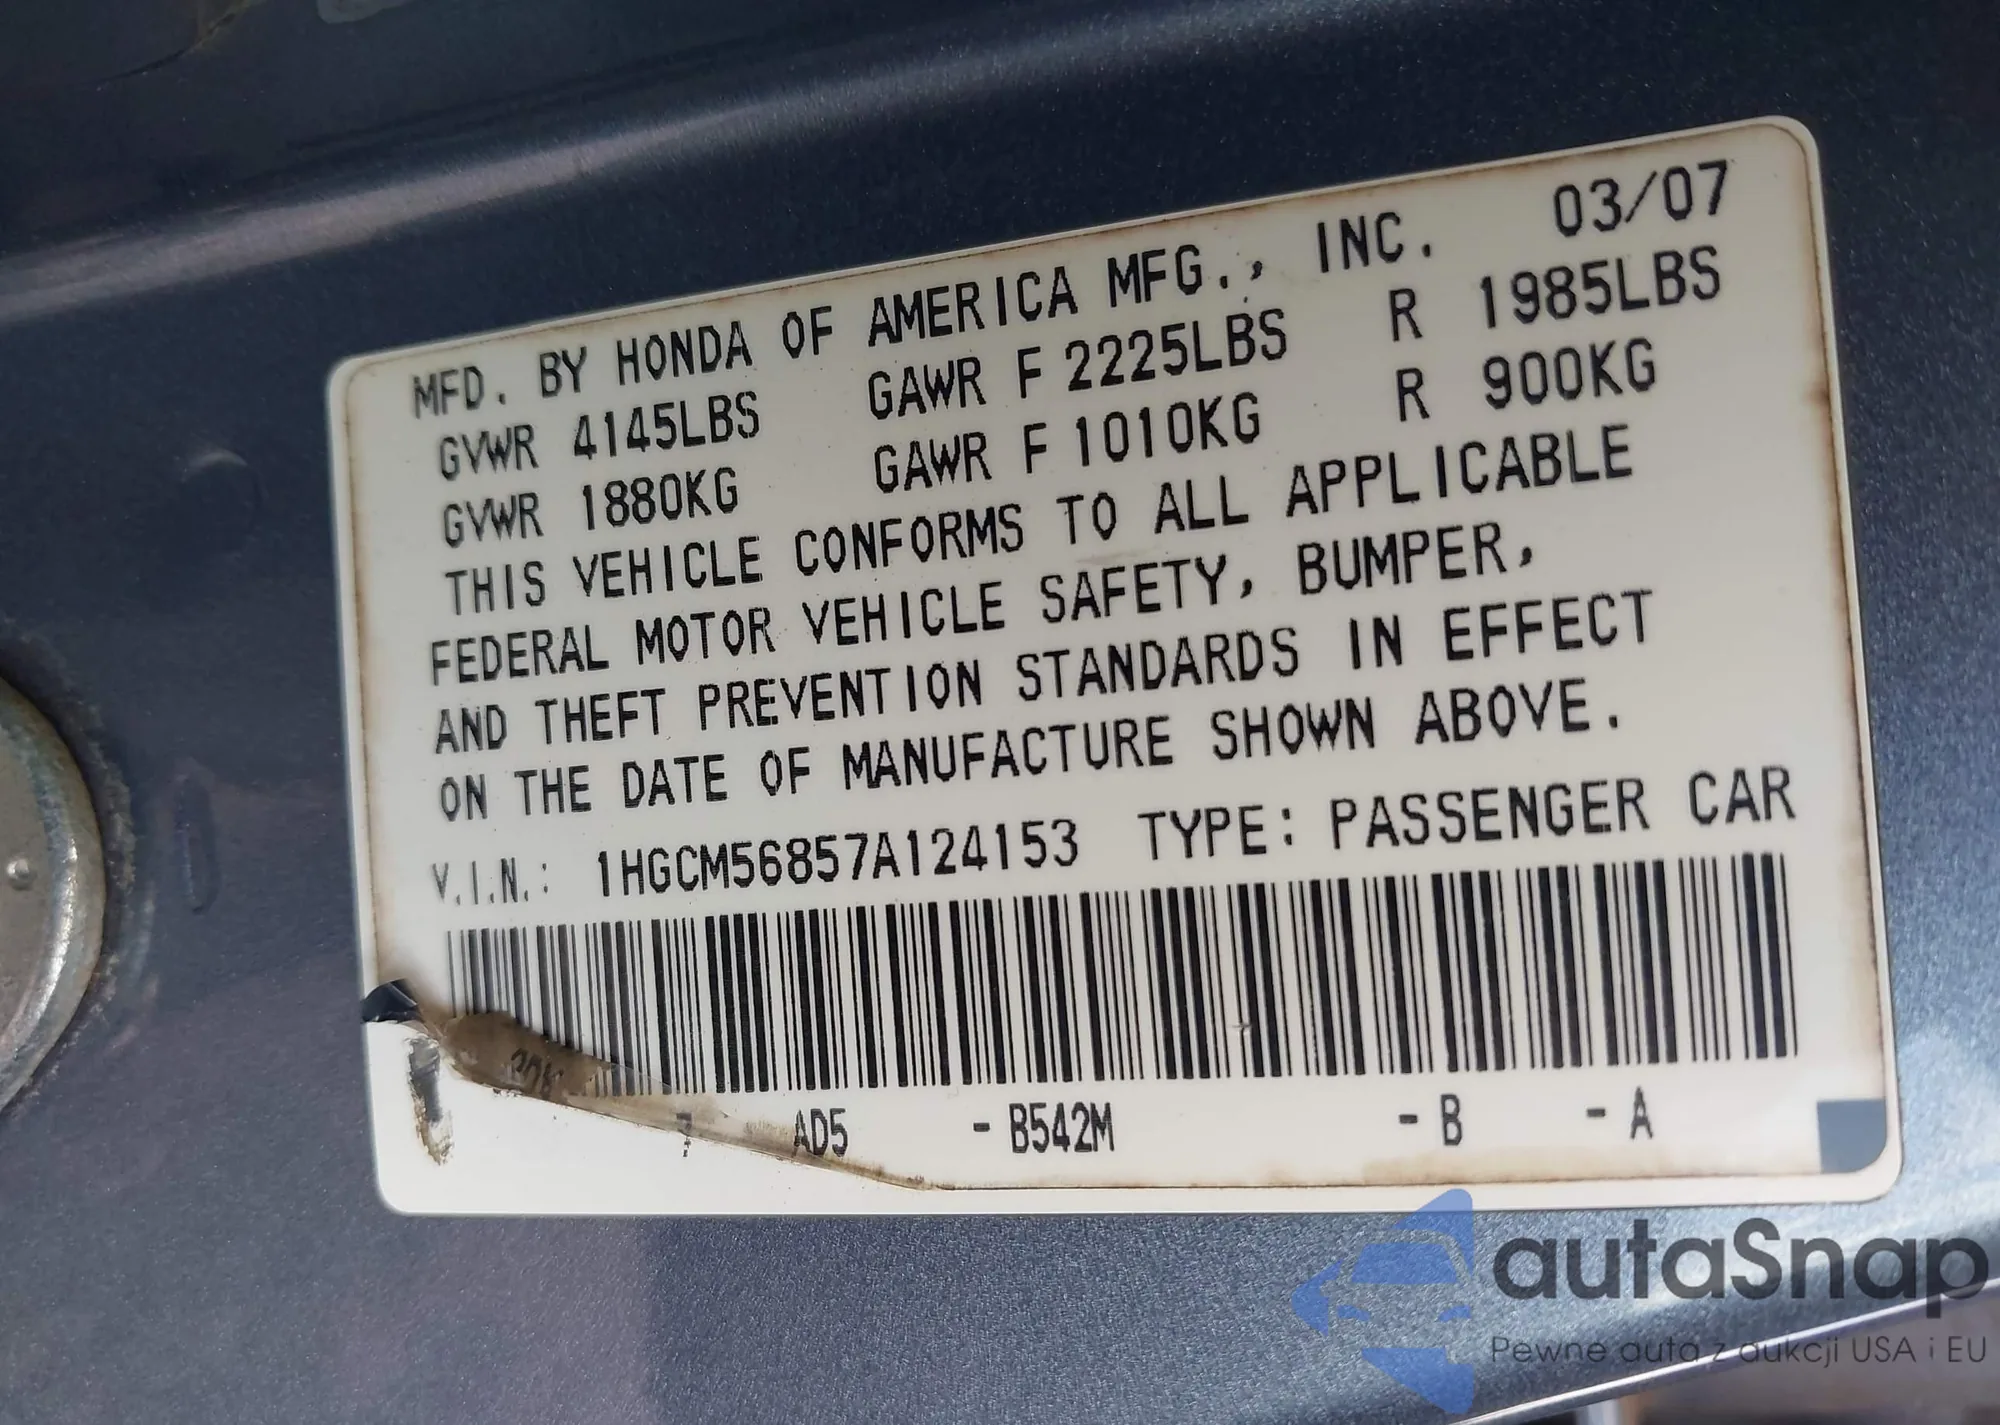 MFD. BY HONDA OF AMERICA MFG., INC. 03/07
GVWR 4145LBS GAWR F 2225LBS R 1985LBS
GVWR 1880KG GAWR F 1010KG R 900KG
THIS VEHICLE CONFORMS TO ALL APPLICABLE
FEDERAL MOTOR VEHICLE SAFETY, BUMPER,
AND THEFT PREVENTION STANDARDS IN EFFECT
ON THE DATE OF MANUFACTURE SHOWN ABOVE.
V.I.N.: 1HGCM56857A124153 TYPE: PASSENGER CAR
AD5 - B542M - B - A
autaSnap
Pewne auta z aukcji USA i EU